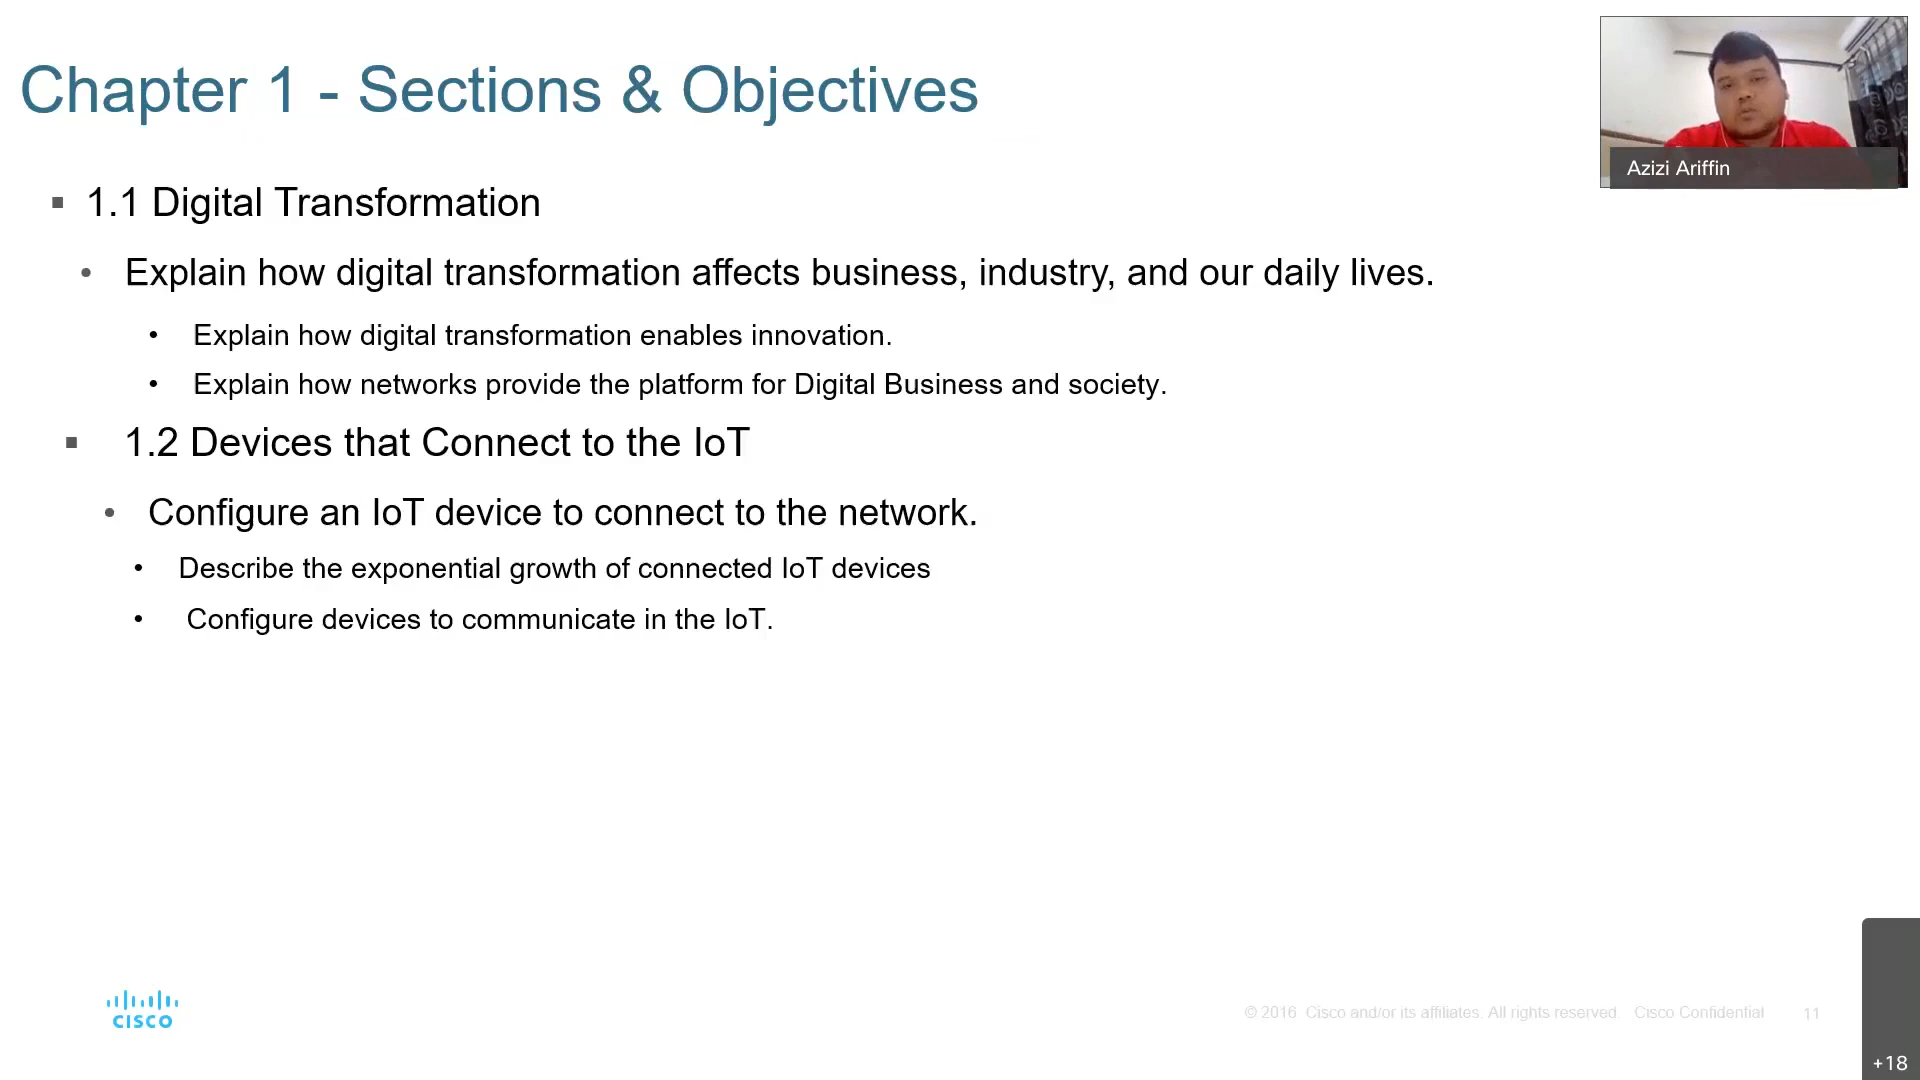 Chapter 1 - Sections & Objectives
Azizi Ariffin
▪ 1.1 Digital Transformation
• Explain how digital transformation affects business, industry, and our daily lives.
• Explain how digital transformation enables innovation.
• Explain how networks provide the platform for Digital Business and society.
▪ 1.2 Devices that Connect to the IoT
• Configure an IoT device to connect to the network.
• Describe the exponential growth of connected IoT devices
• Configure devices to communicate in the IoT.
CISCO
© 2016 Cisco and/or its affiliates. All rights reserved. Cisco Confidential 11
+18